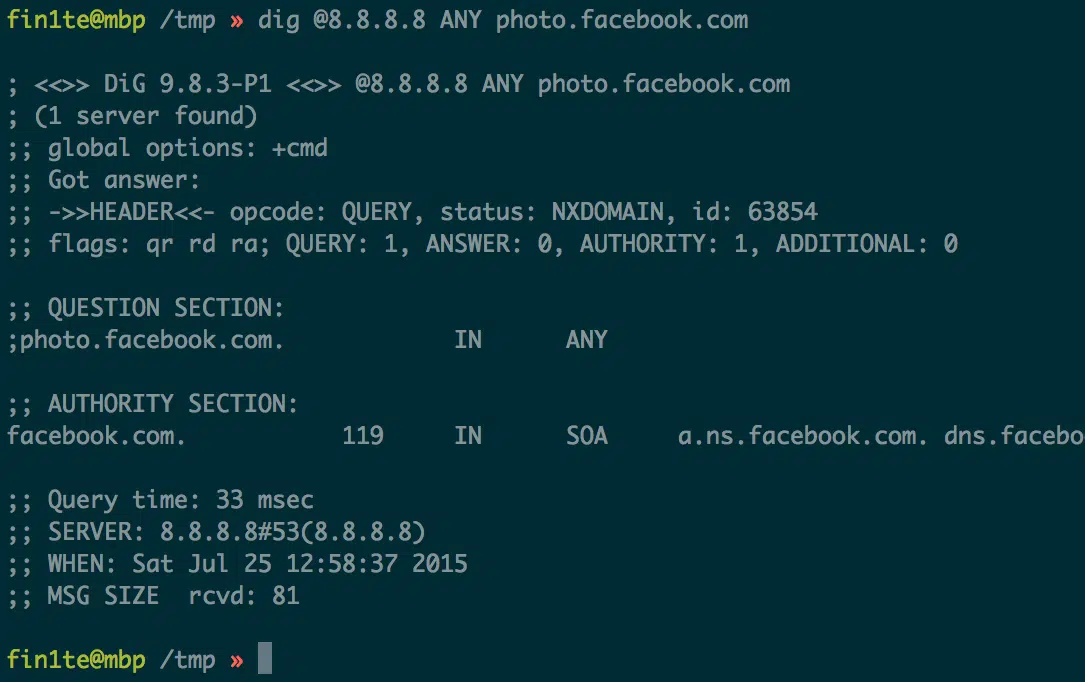 fin1te@mbp /tmp » dig @8.8.8.8 ANY photo.facebook.com
; <<>> DiG 9.8.3-P1 <<>> @8.8.8.8 ANY photo.facebook.com
; (1 server found)
;; global options: +cmd
;; Got answer:
;; ->>HEADER<<- opcode: QUERY, status: NXDOMAIN, id: 63854
;; flags: qr rd ra; QUERY: 1, ANSWER: 0, AUTHORITY: 1, ADDITIONAL: 0
;; QUESTION SECTION:
;photo.facebook.com. IN ANY
;; AUTHORITY SECTION:
facebook.com. 119 IN SOA a.ns.facebook.com. dns.facebo
;; Query time: 33 msec
;; SERVER: 8.8.8.8#53(8.8.8.8)
;; WHEN: Sat Jul 25 12:58:37 2015
;; MSG SIZE rcvd: 81
fin1te@mbp /tmp »